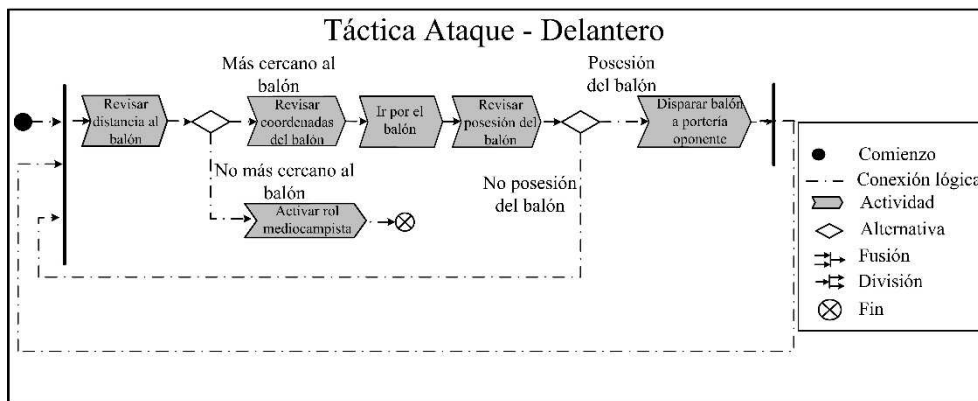 Táctica Ataque - Delantero
Más cercano al
balón
Posesión
del balón
Revisar
distancia al
balón
Revisar
coordenadas
del balón
Ir por el
balón
Revisar
posesión del
balón
Disparar balón
a portería
oponente
No más cercano al
balón
Activar rol
mediocampista
No posesión
del balón
Comienzo
Conexión lógica
Actividad
Alternativa
Fusión
División
Fin